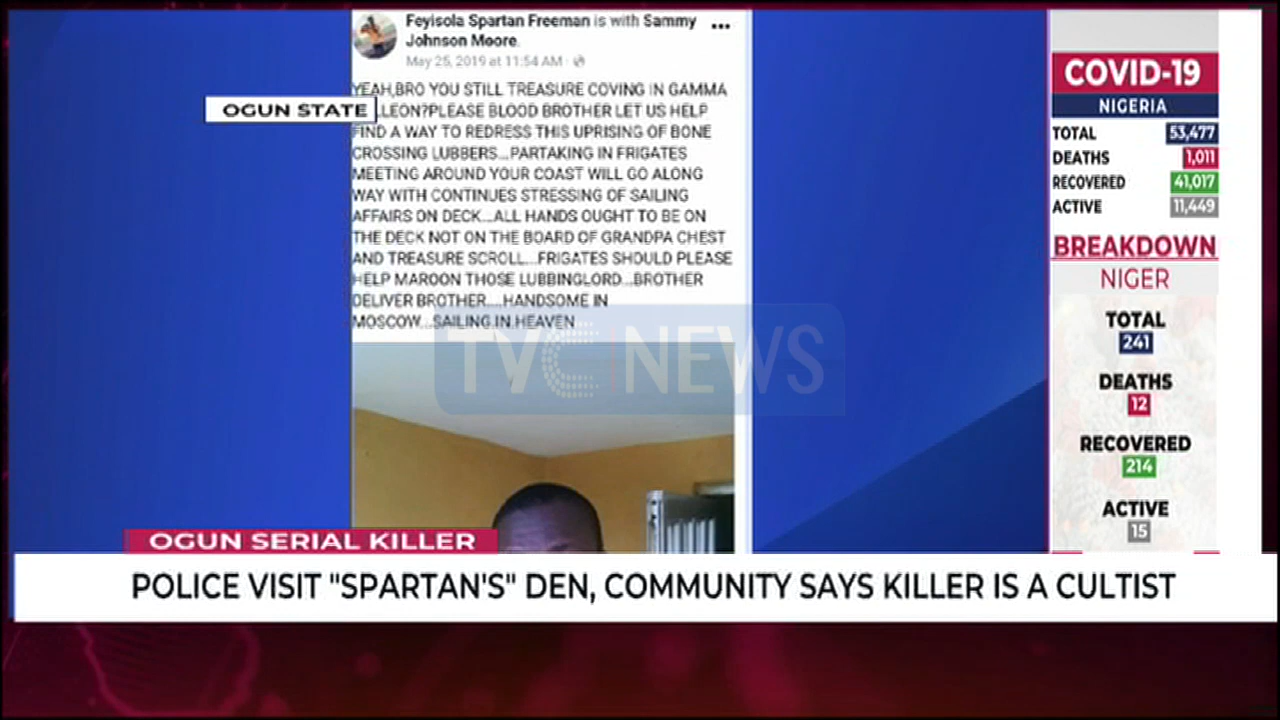 Feyisola Spartan Freeman is with Sammy
Johnson Moore.
May 25, 2019 at 11:54 AM
YEAH,BRO YOU STILL TREASURE COVING IN GAMMA
LLEON?PLEASE BLOOD BROTHER LET US HELP
FIND A WAY TO REDRESS THIS UPRISING OF BONE
CROSSING LUBBERS...PARTAKING IN FRIGATES
MEETING AROUND YOUR COAST WILL GO ALONG
WAY WITH CONTINUES STRESSING OF SAILING
AFFAIRS ON DECK...ALL HANDS OUGHT TO BE ON
THE DECK NOT ON THE BOARD OF GRANDPA CHEST
AND TREASURE SCROLL...FRIGATES SHOULD PLEASE
HELP MAROON THOSE LUBBINGLORD...BROTHER
DELIVER BROTHER....HANDSOME IN
MOSCOW...SAILING.IN.HEAVEN
OGUN STATE
TVC NEWS
COVID-19
NIGERIA
TOTAL 53,477
DEATHS 1,011
RECOVERED 41,017
ACTIVE 11,449
BREAKDOWN
NIGER
TOTAL
241
DEATHS
12
RECOVERED
214
ACTIVE
15
OGUN SERIAL KILLER
POLICE VISIT "SPARTAN'S" DEN, COMMUNITY SAYS KILLER IS A CULTIST